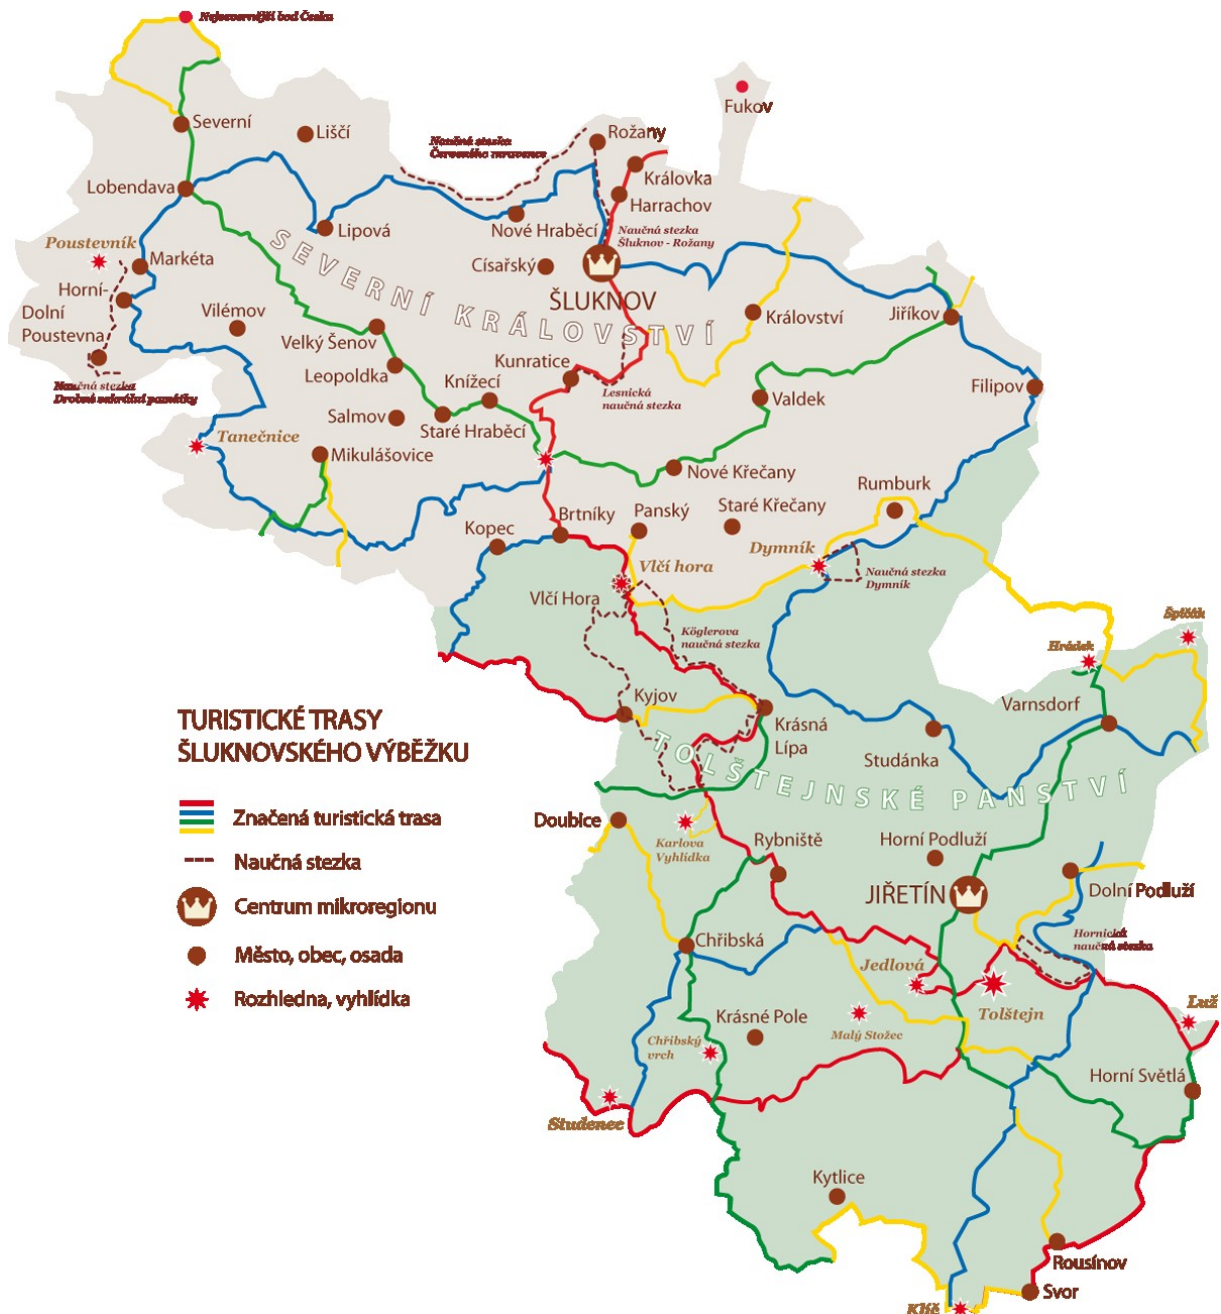 Nejsevernější bod Česka
Fukov
Severní
Liščí
Rožany
Naučná stezka
Červeného mravence
Královka
Lobendava
Harrachov
Lipová
Nové Hraběcí
Naučná stezka
Šluknov - Rožany
Poustevník
Markéta
Císařský
SEVERNÍ KRÁLOVSTVÍ
ŠLUKNOV
Horní-
Dolní
Poustevna
Vilémov
Království
Jiříkov
Velký Šenov
Kunratice
Leopoldka
Knížecí
Filipov
Naučná stezka
Drobné sakrální památky
Lesnická
naučná stezka
Valdek
Salmov
Staré Hraběcí
Tanečnice
Mikulášovice
Nové Křečany
Rumburk
Kopec
Brtníky
Panský
Staré Křečany
Dymník
Vlčí hora
Naučná stezka
Dymník
Vlčí Hora
Špičák
Köglerova
naučná stezka
Hrádek
Kyjov
Varnsdorf
Krásná
Lípa
TURISTICKÉ TRASY
ŠLUKNOVSKÉHO VÝBĚŽKU
Studánka
TOLŠTEJNSKÉ PANSTVÍ
Značená turistická trasa
Doubice
Karlova
Vyhlídka
Rybniště
Horní Podluží
Naučná stezka
JIŘETÍN
Dolní Podluží
Centrum mikroregionu
Chřibská
Hornická
naučná stezka
Město, obec, osada
Jedlová
Rozhledna, vyhlídka
Tolštejn
Luž
Krásné Pole
Malý Stožec
Chřibský
vrch
Horní Světlá
Studenec
Kytlice
Rousínov
Svor
Klíč